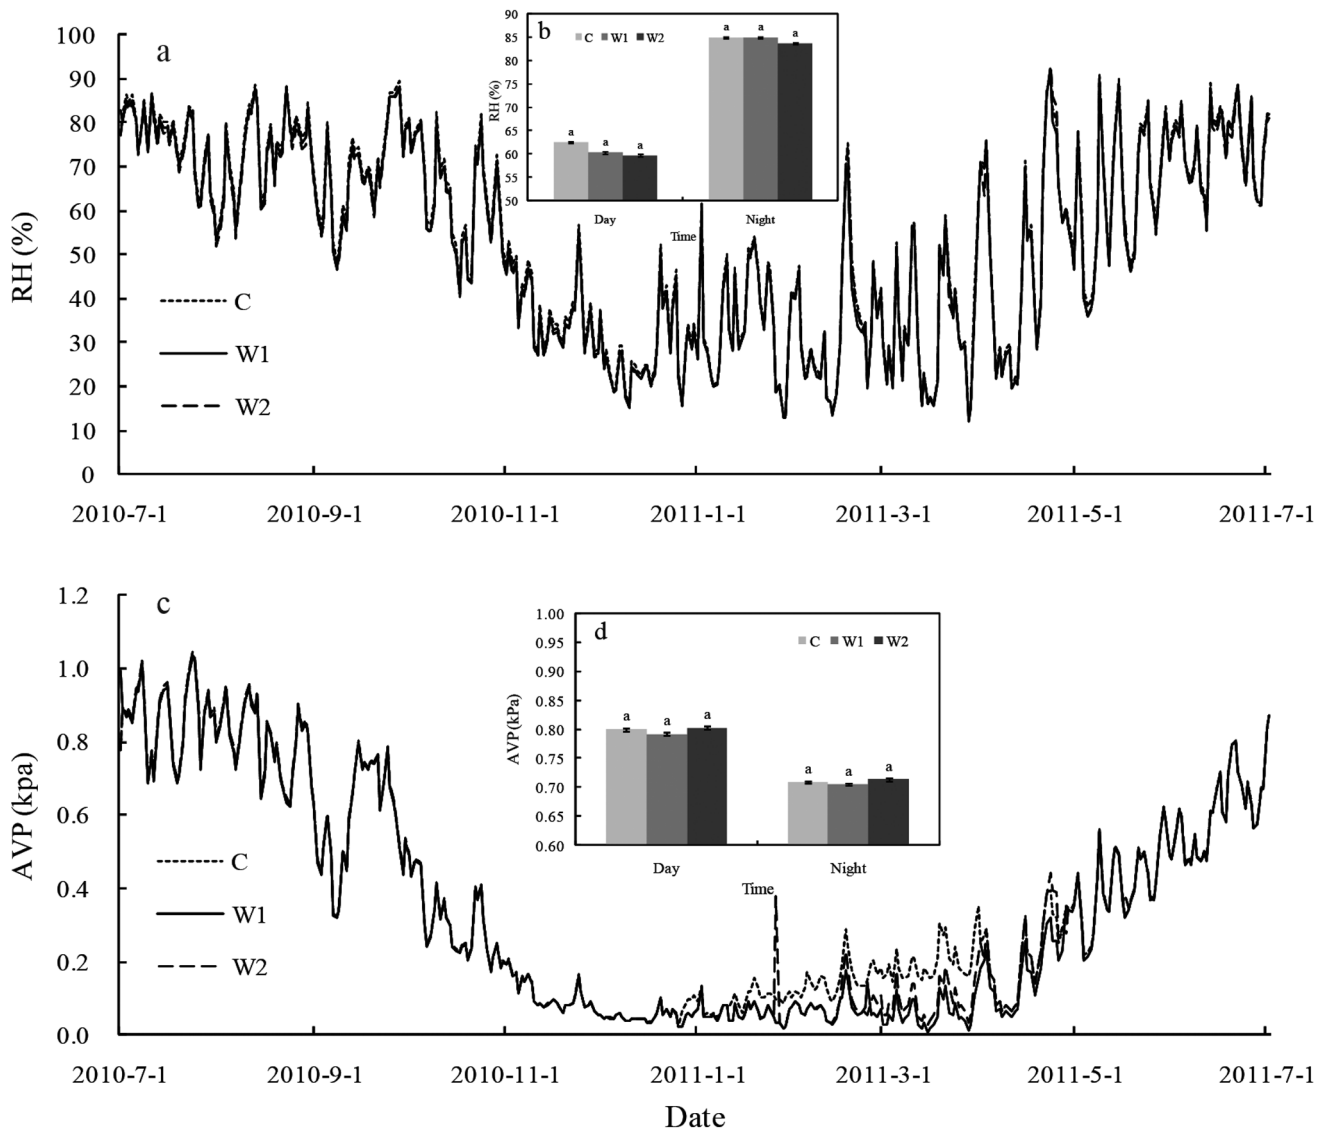 a
100
90
80
70
60
50
40
30
20
10
0
RH (%)
C
W1
W2
2010-7-1 2010-9-1 2010-11-1 2011-1-1 2011-3-1 2011-5-1 2011-7-1
b
C W1 W2
90
85
80
75
70
65
60
55
50
RH (%)
a a a
a a a
Day Night
Time
c
1.2
1.0
0.8
0.6
0.4
0.2
0.0
AVP (kpa)
C
W1
W2
2010-7-1 2010-9-1 2010-11-1 2011-1-1 2011-3-1 2011-5-1 2011-7-1
Date
d
C W1 W2
1.00
0.95
0.90
0.85
0.80
0.75
0.70
0.65
0.60
AVP (kPa)
a a a
a a a
Day Night
Time